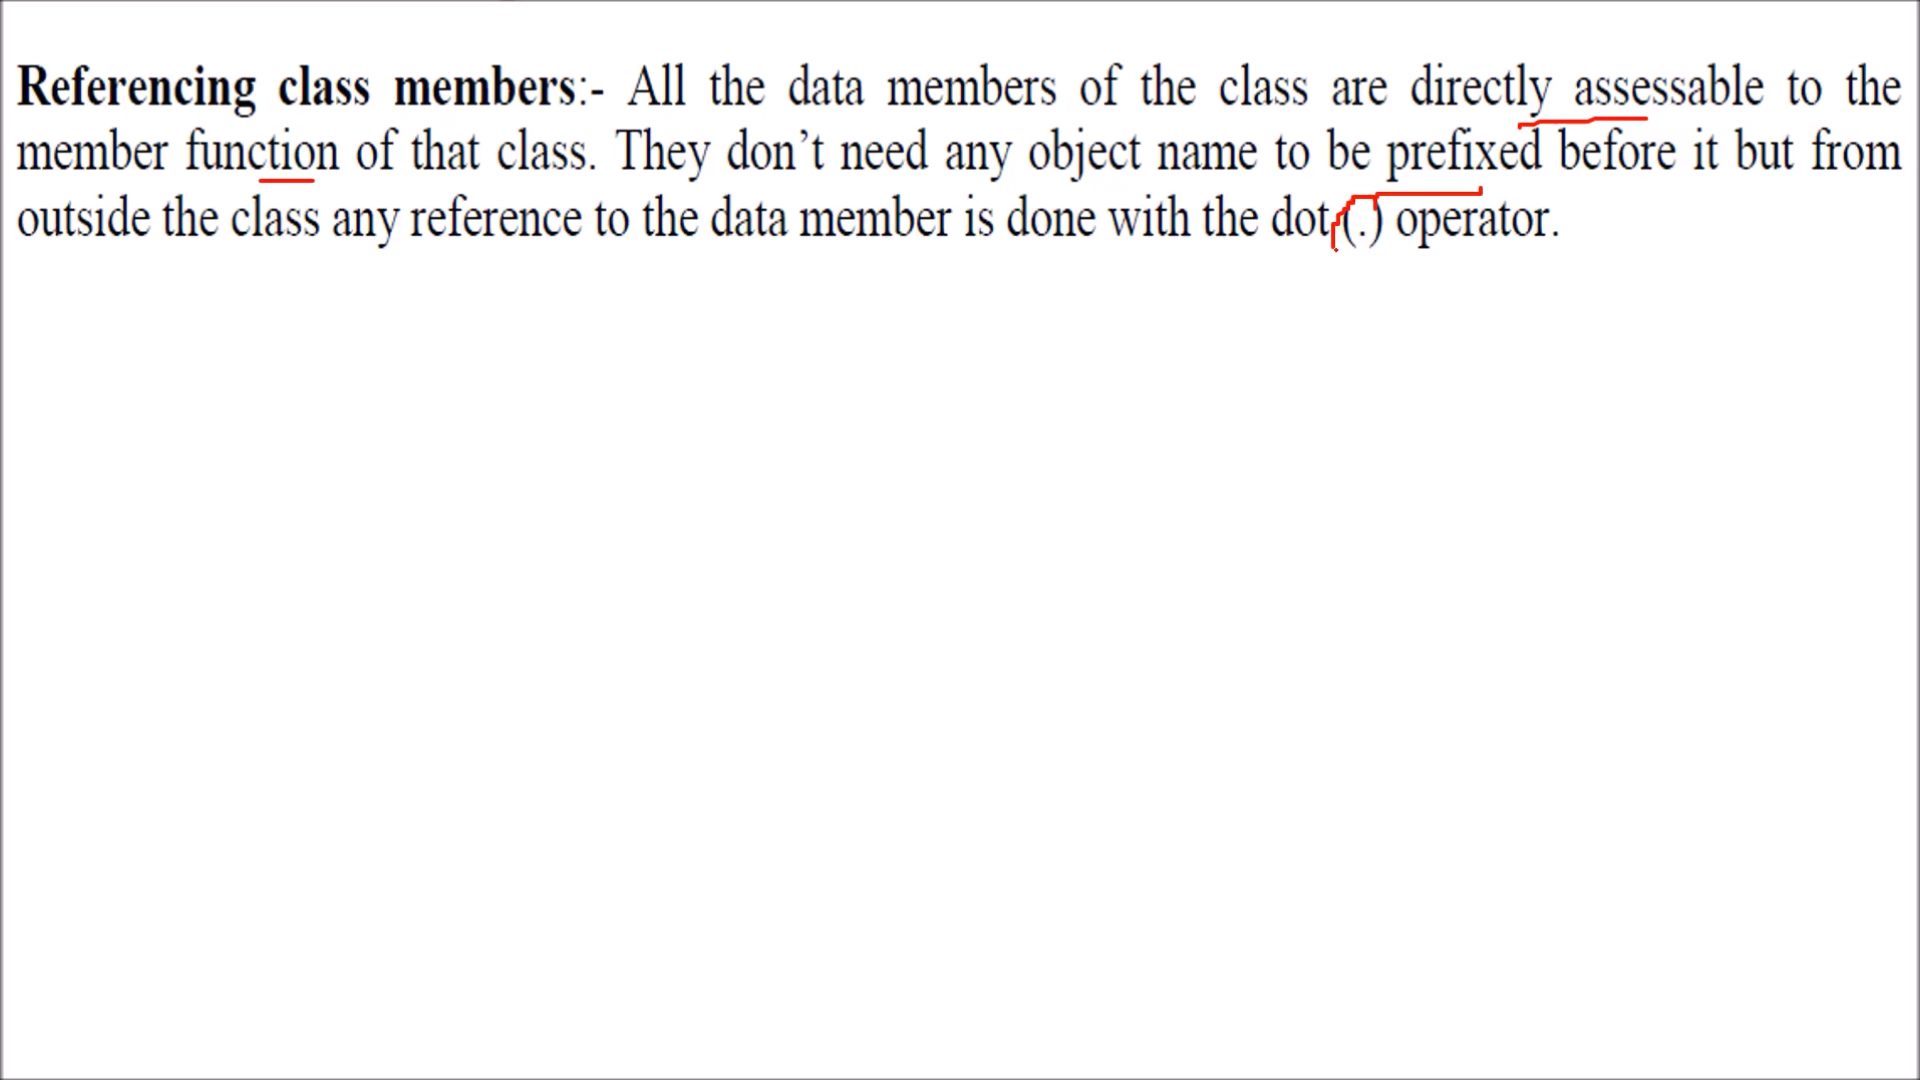 Referencing class members:- All the data members of the class are directly assessable to the
member function of that class. They don’t need any object name to be prefixed before it but from
outside the class any reference to the data member is done with the dot (.) operator.